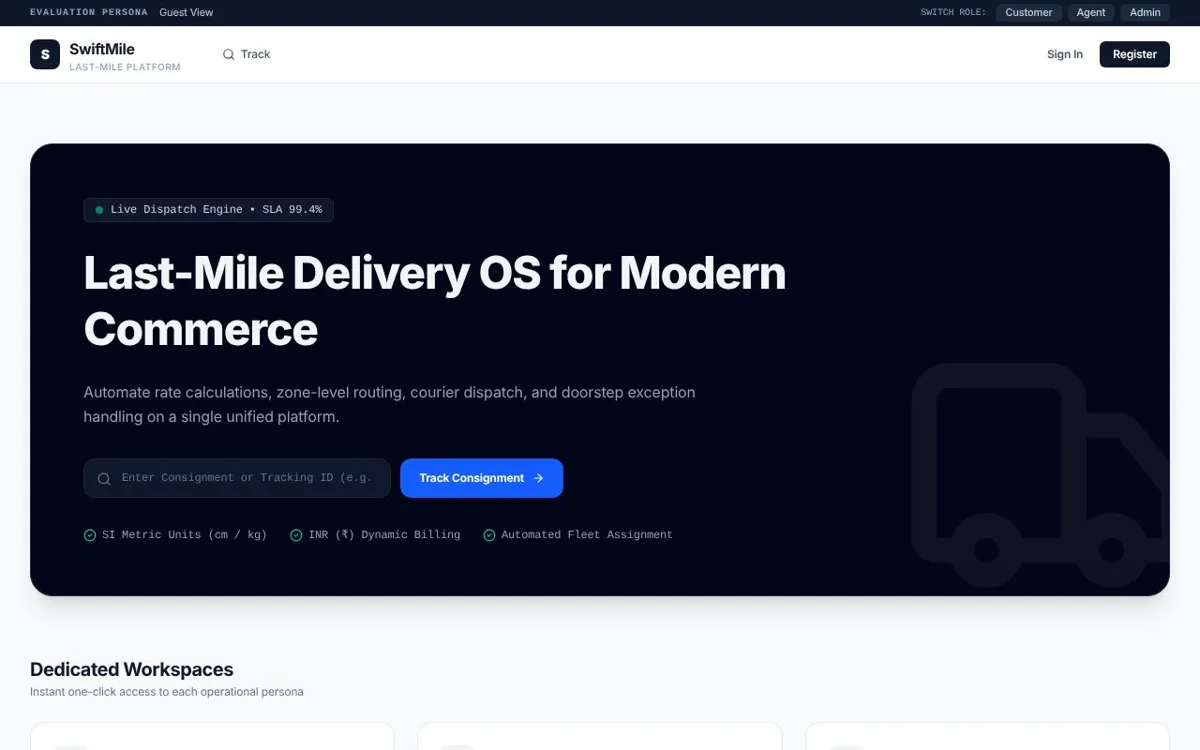 EVALUATION PERSONA Guest View
SWITCH ROLE: Customer Agent Admin
S
SwiftMile
LAST-MILE PLATFORM
Track
Sign In
Register
Live Dispatch Engine • SLA 99.4%
Last-Mile Delivery OS for Modern
Commerce
Automate rate calculations, zone-level routing, courier dispatch, and doorstep exception
handling on a single unified platform.
Enter Consignment or Tracking ID (e.g.
Track Consignment
SI Metric Units (cm / kg) INR (₹) Dynamic Billing Automated Fleet Assignment
Dedicated Workspaces
Instant one-click access to each operational persona